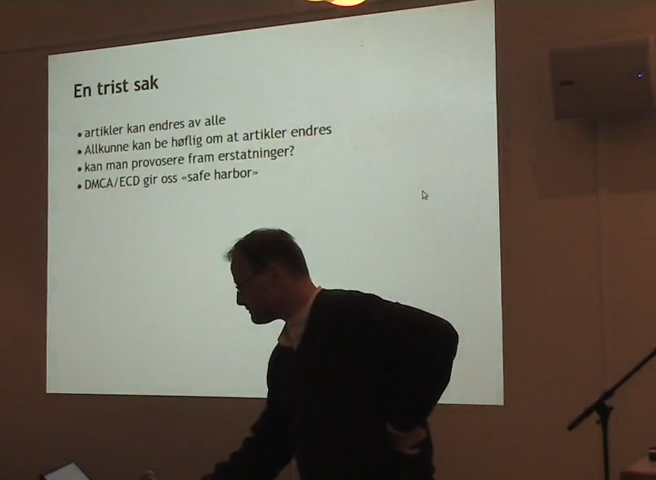 En trist sak
• artikler kan endres av alle
• Allkunne kan be høflig om at artikler endres
• kan man provosere fram erstatninger?
• DMCA/ECD gir oss «safe harbor»